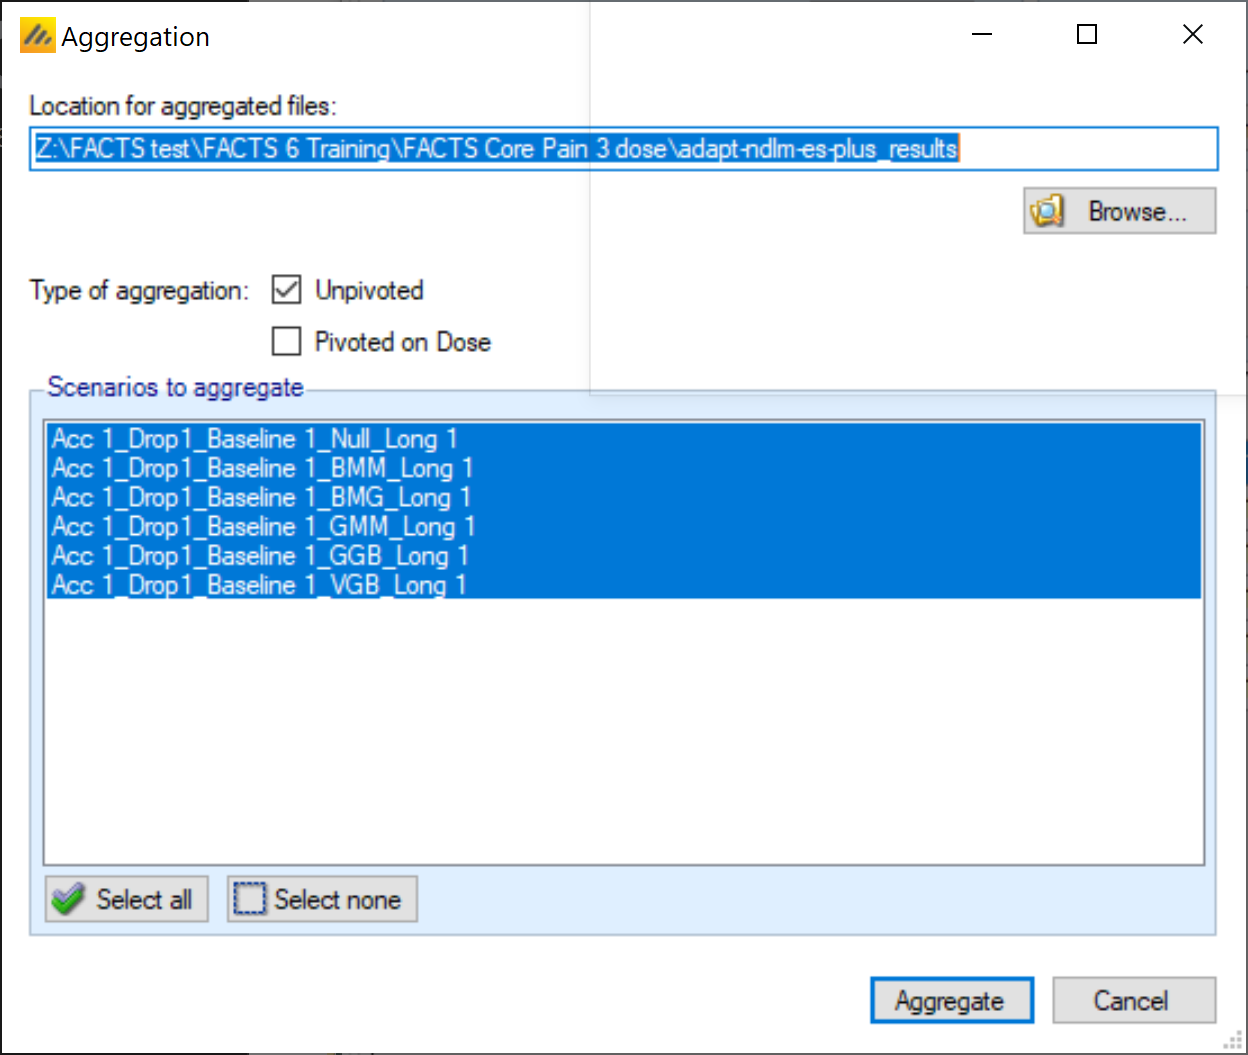 Aggregation
Location for aggregated files:
Z:\FACTS test\FACTS 6 Training\FACTS Core Pain 3 dose\adapt-ndlm-es-plus_results
Browse...
Type of aggregation: Unpivoted
Pivoted on Dose
Scenarios to aggregate
Acc 1_Drop1_Baseline 1_Null_Long 1
Acc 1_Drop1_Baseline 1_BMM_Long 1
Acc 1_Drop1_Baseline 1_BMG_Long 1
Acc 1_Drop1_Baseline 1_GMM_Long 1
Acc 1_Drop1_Baseline 1_GGB_Long 1
Acc 1_Drop1_Baseline 1_VGB_Long 1
Select all Select none
Aggregate Cancel